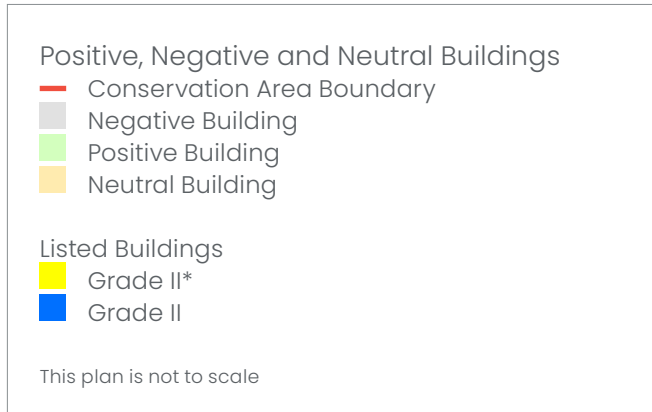 Positive, Negative and Neutral Buildings
Conservation Area Boundary
Negative Building
Positive Building
Neutral Building
Listed Buildings
Grade II*
Grade II
This plan is not to scale